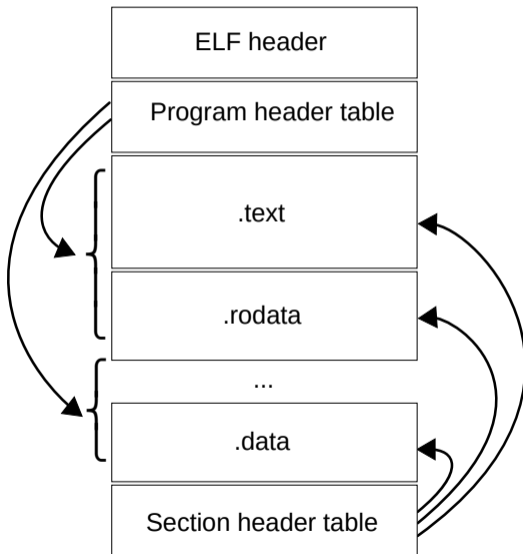 ELF header
Program header table
.text
.rodata
...
.data
Section header table